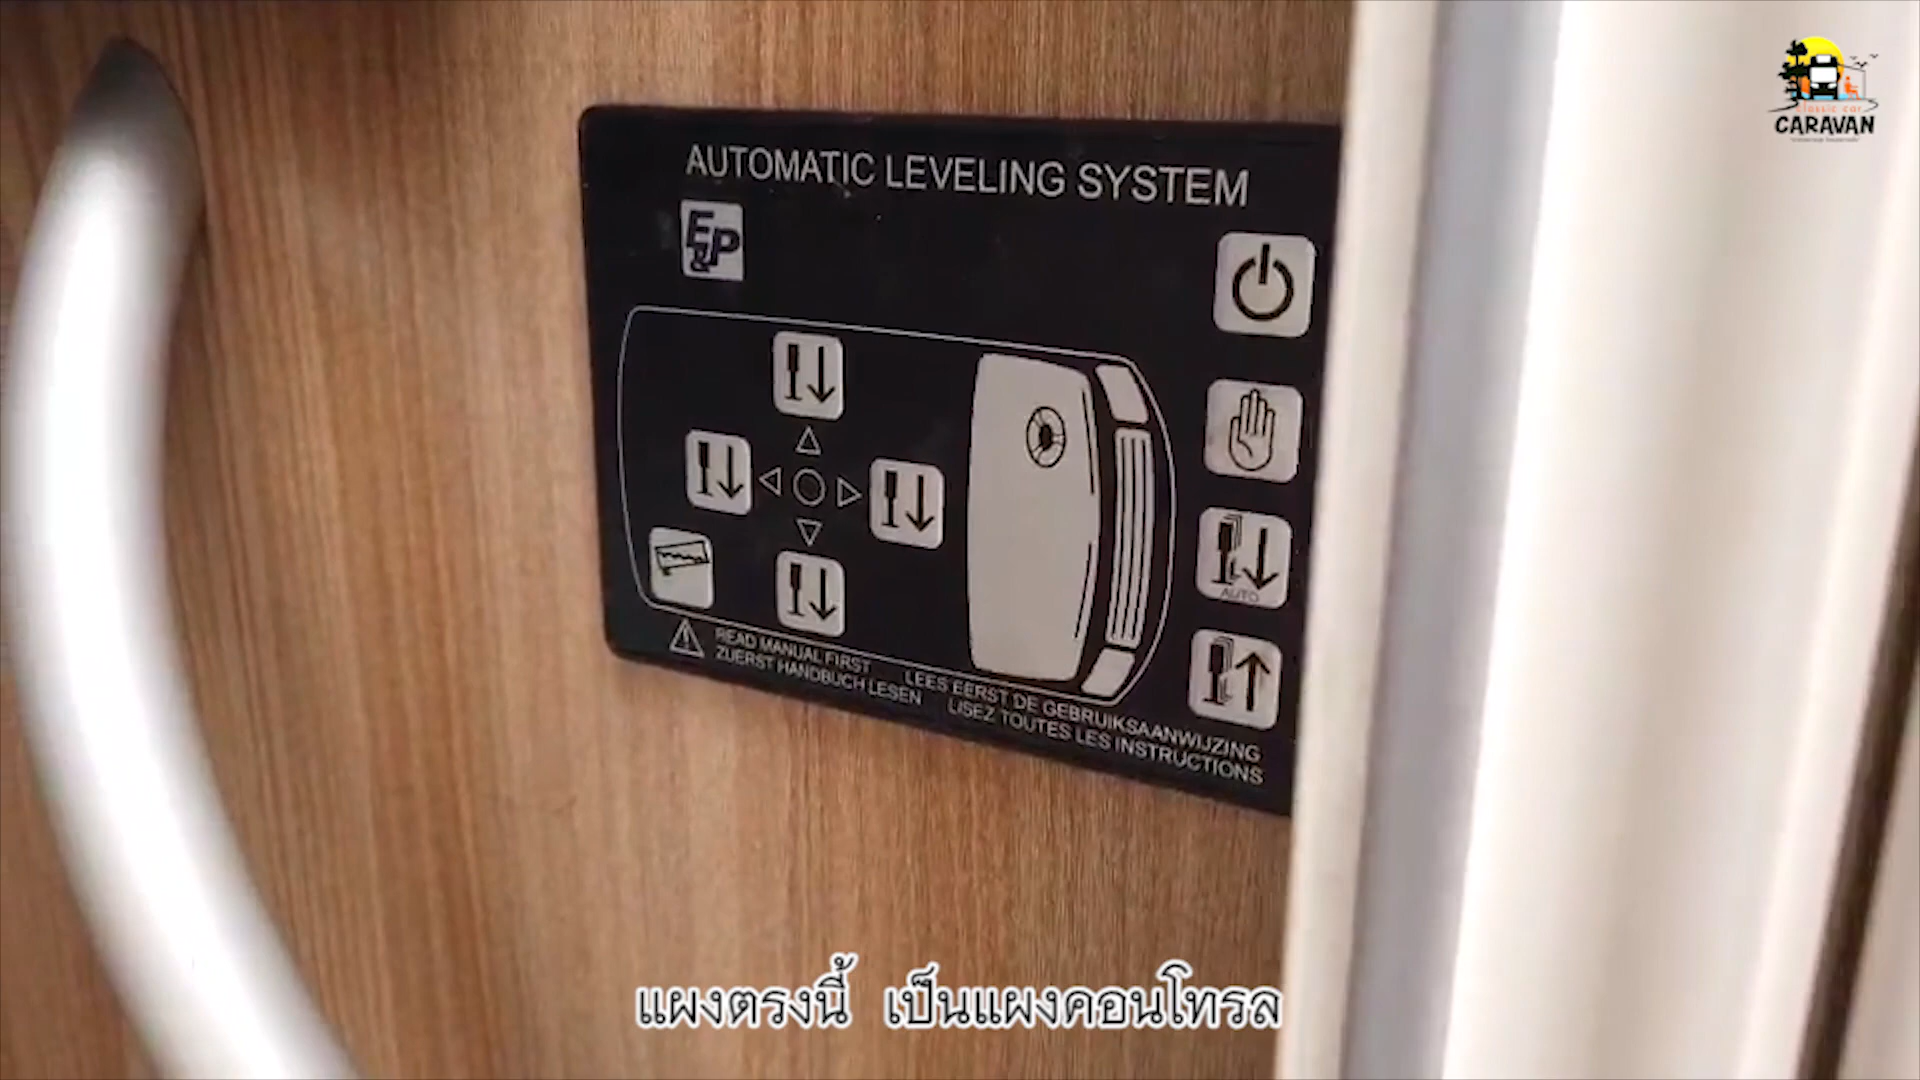 classic car
CARAVAN
AUTOMATIC LEVELING SYSTEM
E&P
AUTO
READ MANUAL FIRST
ZUERST HANDBUCH LESEN
LEES EERST DE GEBRUIKSAANWIJZING
LISEZ TOUTES LES INSTRUCTIONS
แผงตรงนี้ เป็นแผงคอนโทรล